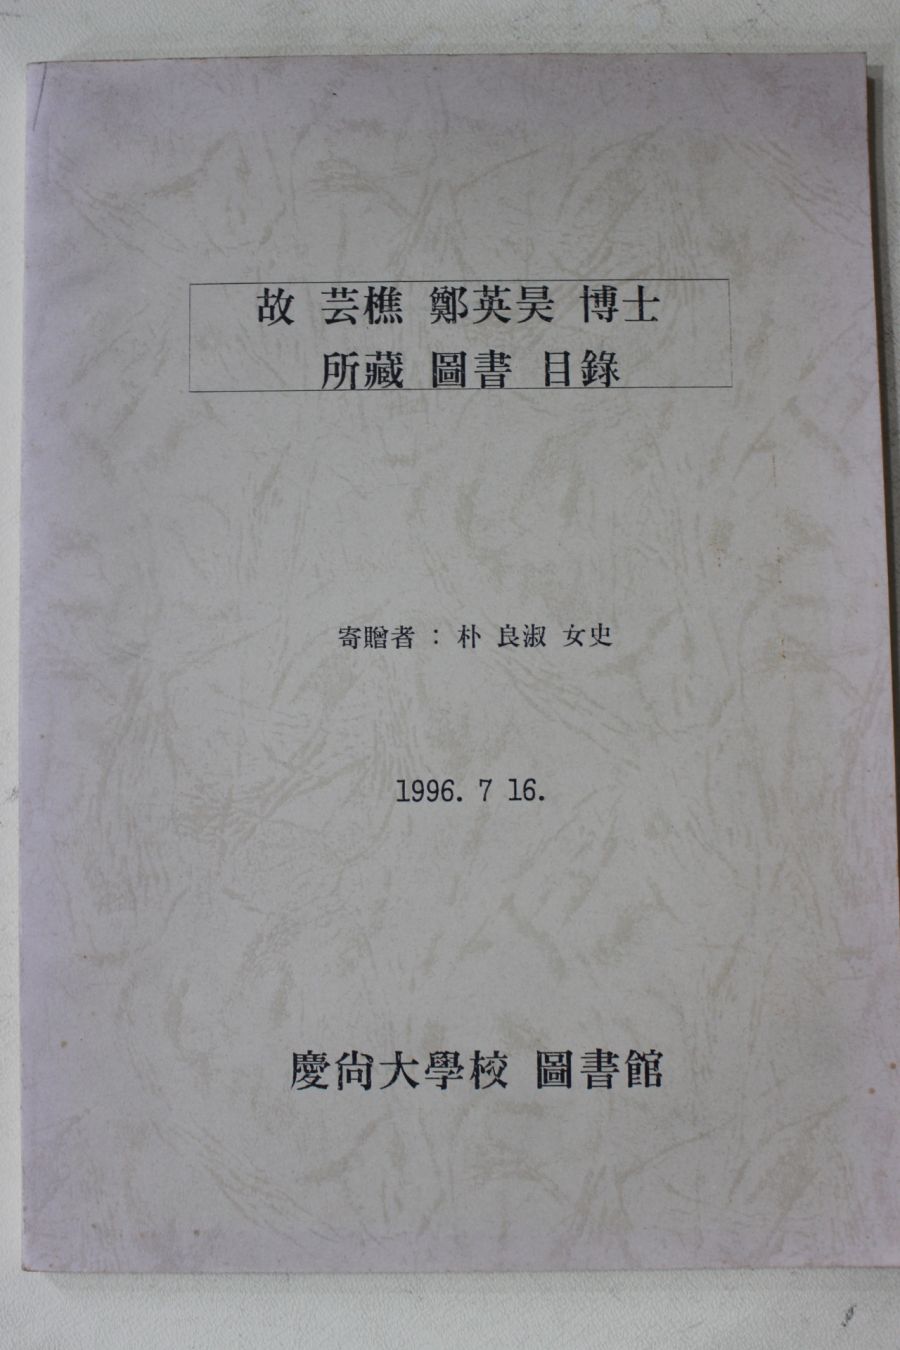 故 芸樵 鄭英昊 博士
所藏 圖書 目錄
寄贈者 : 朴 良淑 女史
1996. 7 16.
慶尙大學校 圖書館